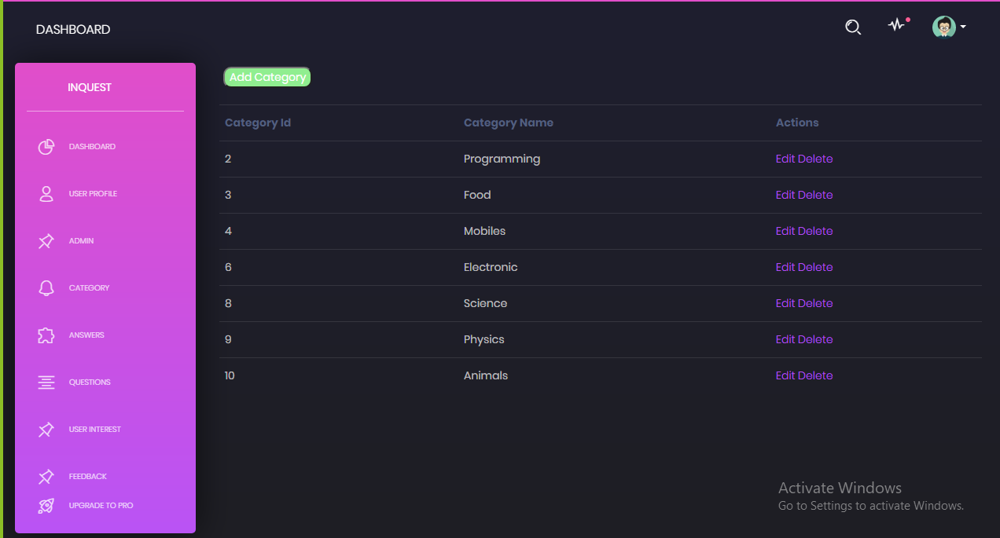 DASHBOARD
INQUEST
DASHBOARD
USER PROFILE
ADMIN
CATEGORY
ANSWERS
QUESTIONS
USER INTEREST
FEEDBACK
UPGRADE TO PRO
Add Category
Category Id Category Name Actions
2 Programming Edit Delete
3 Food Edit Delete
4 Mobiles Edit Delete
6 Electronic Edit Delete
8 Science Edit Delete
9 Physics Edit Delete
10 Animals Edit Delete
Activate Windows
Go to Settings to activate Windows.